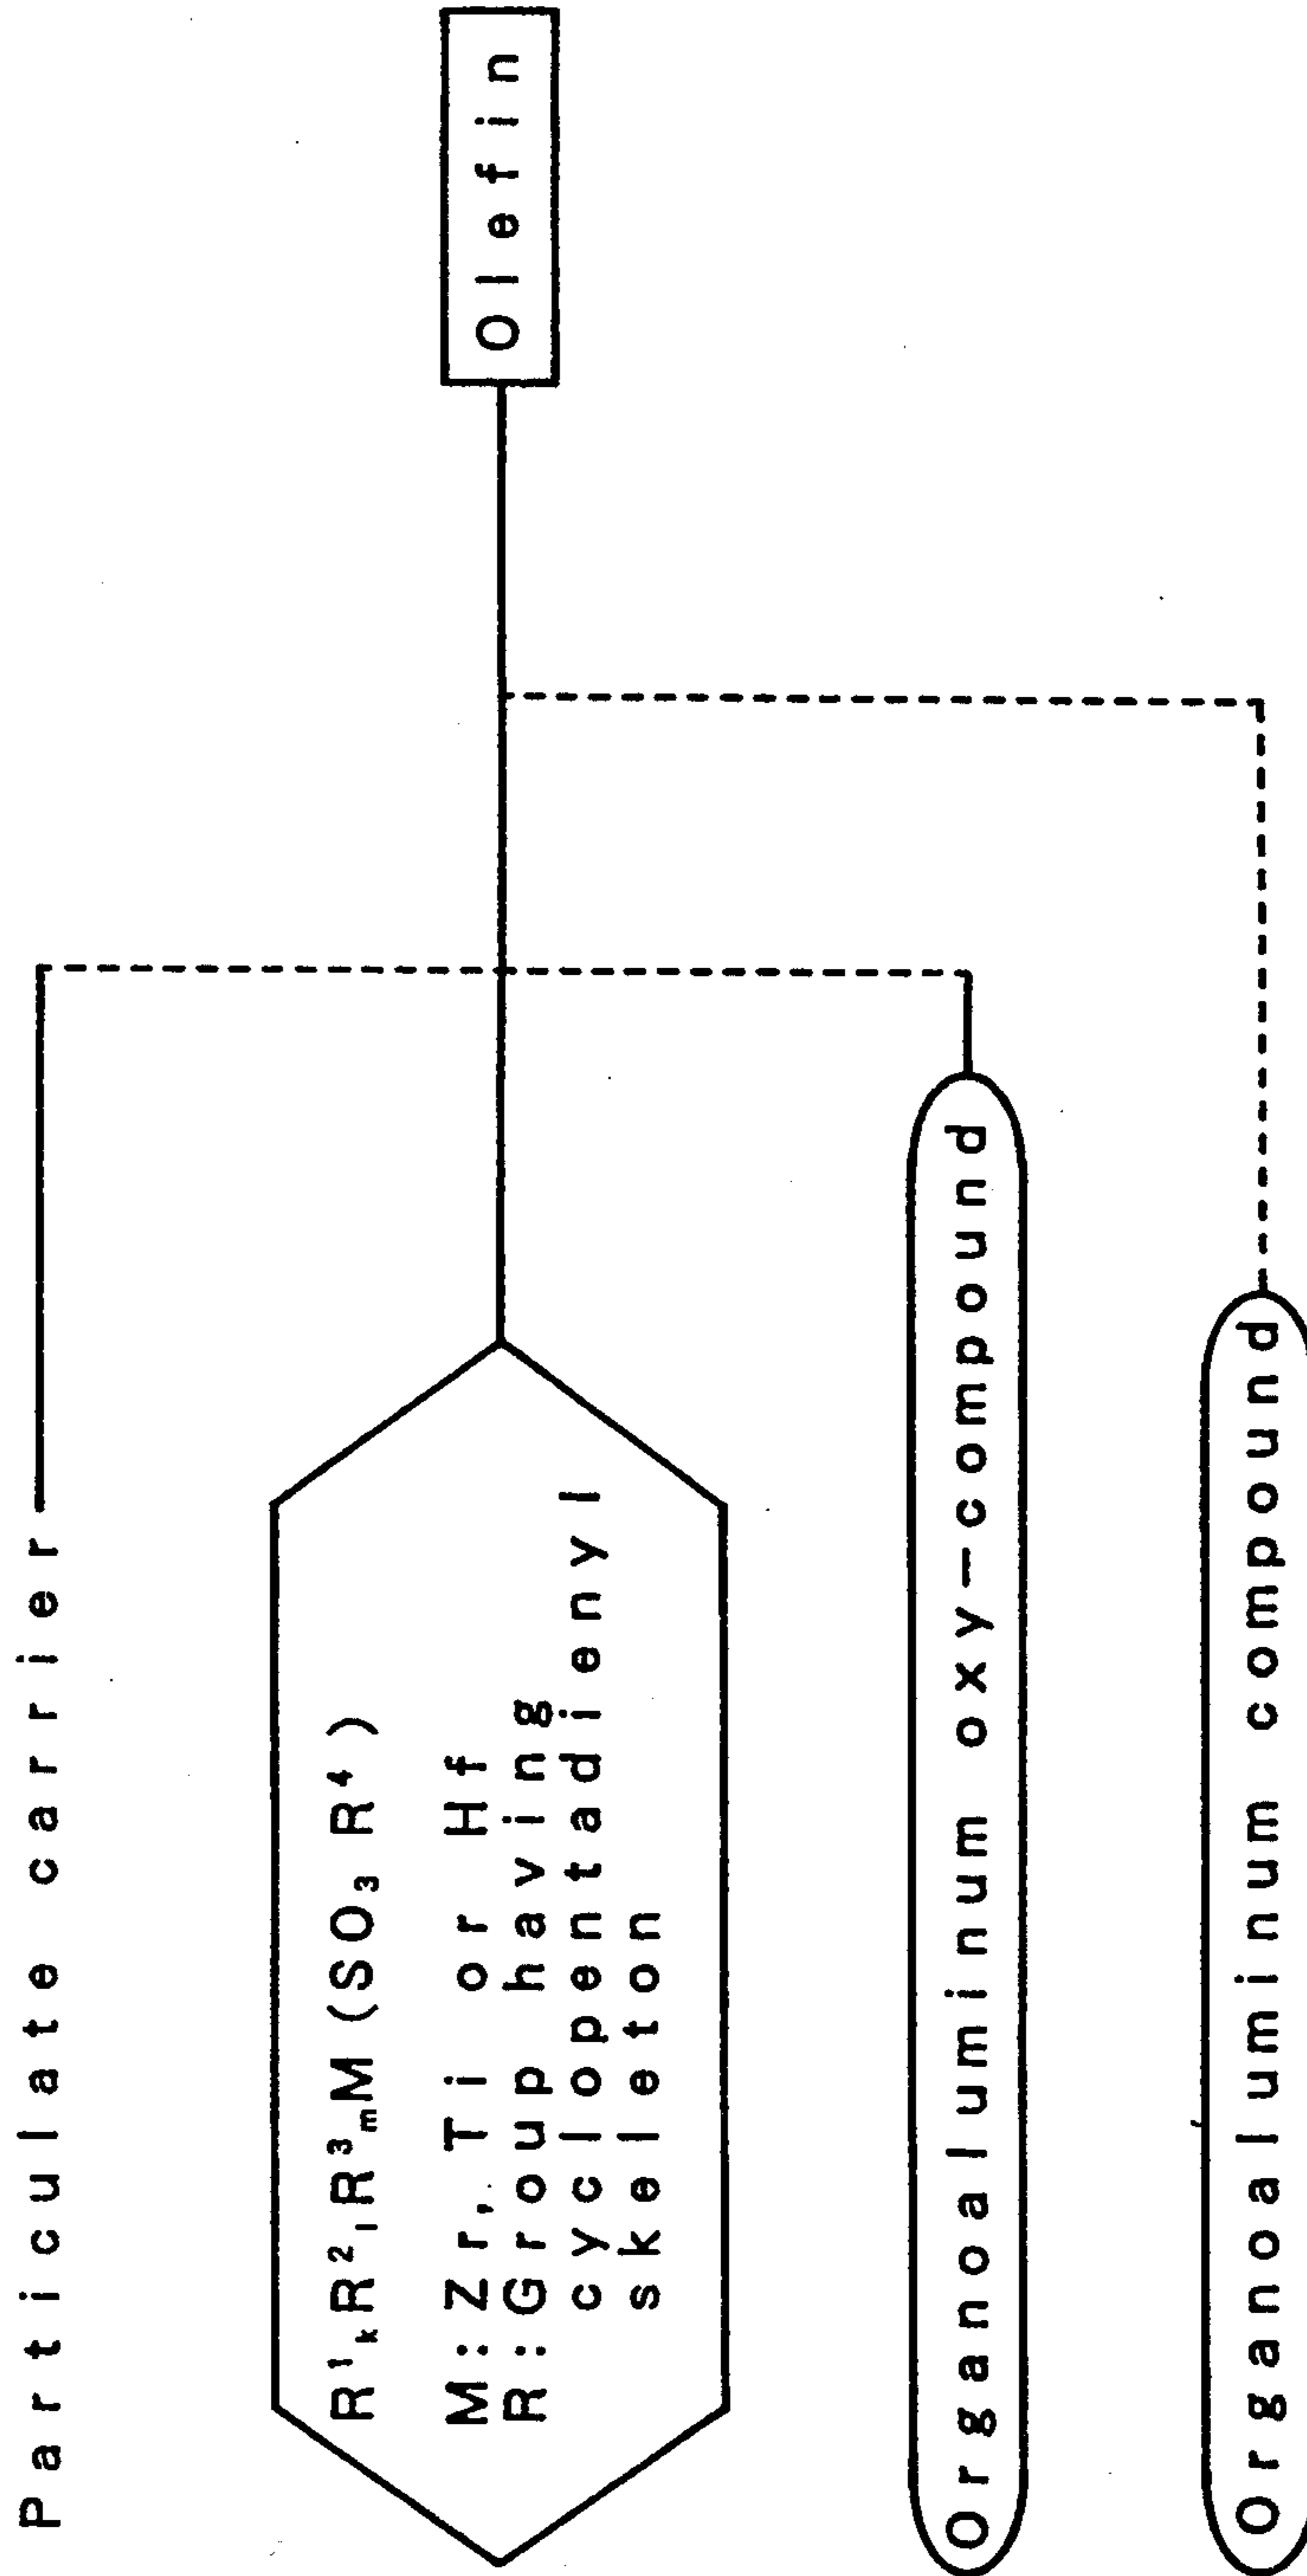 Particulate carrier
R¹ₖR²ₗR³ₘM(SO₃R⁴)
M:Zr, Ti or Hf
R:Group having
cyclopentadienyl
skeleton
Olefin
Organoaluminum oxy-compound
Organoaluminum compound